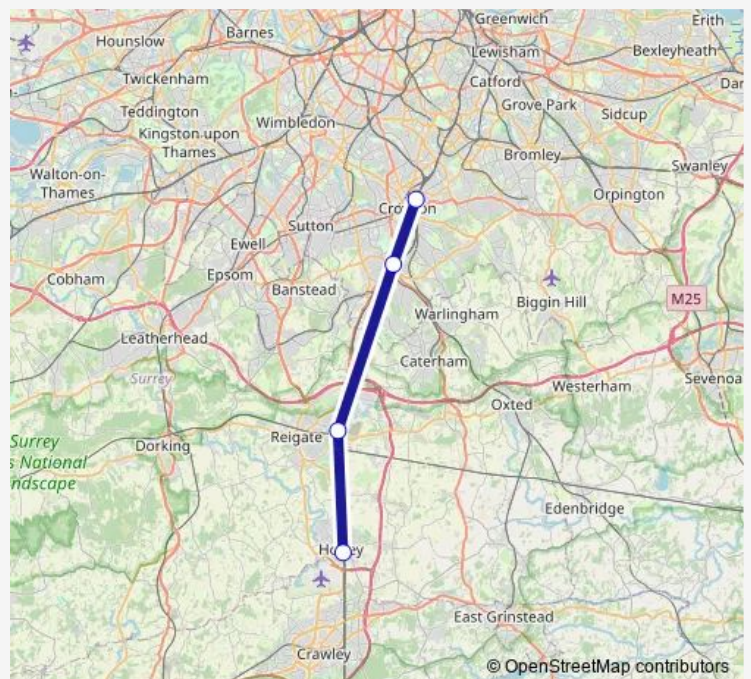 Greenwich
Erith
Hounslow
Barnes
Lewisham
Bexleyheath
Twickenham
Catford
Teddington
Grove Park
Sidcup
Kingston upon
Thames
Wimbledon
Bromley
Swanley
Walton-on-
Thames
Orpington
Sutton
Ewell
Epsom
Cobham
Banstead
Biggin Hill
M25
Warlingham
Leatherhead
Caterham
Surrey
Westerham
Sevenoa
Oxted
Reigate
Surrey
s National
ndscape
Dorking
Edenbridge
East Grinstead
Crawley
© OpenStreetMap contributors